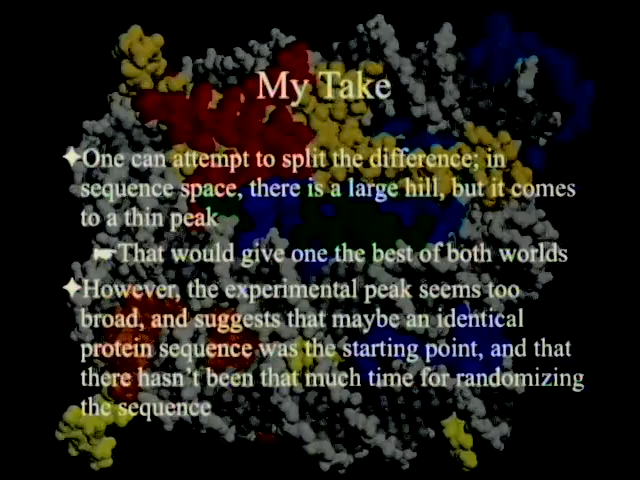 My Take
One can attempt to split the difference; in
sequence space, there is a large hill, but it comes
to a thin peak
That would give one the best of both worlds
However, the experimental peak seems too
broad, and suggests that maybe an identical
protein sequence was the starting point, and that
there hasn't been that much time for randomizing
the sequence